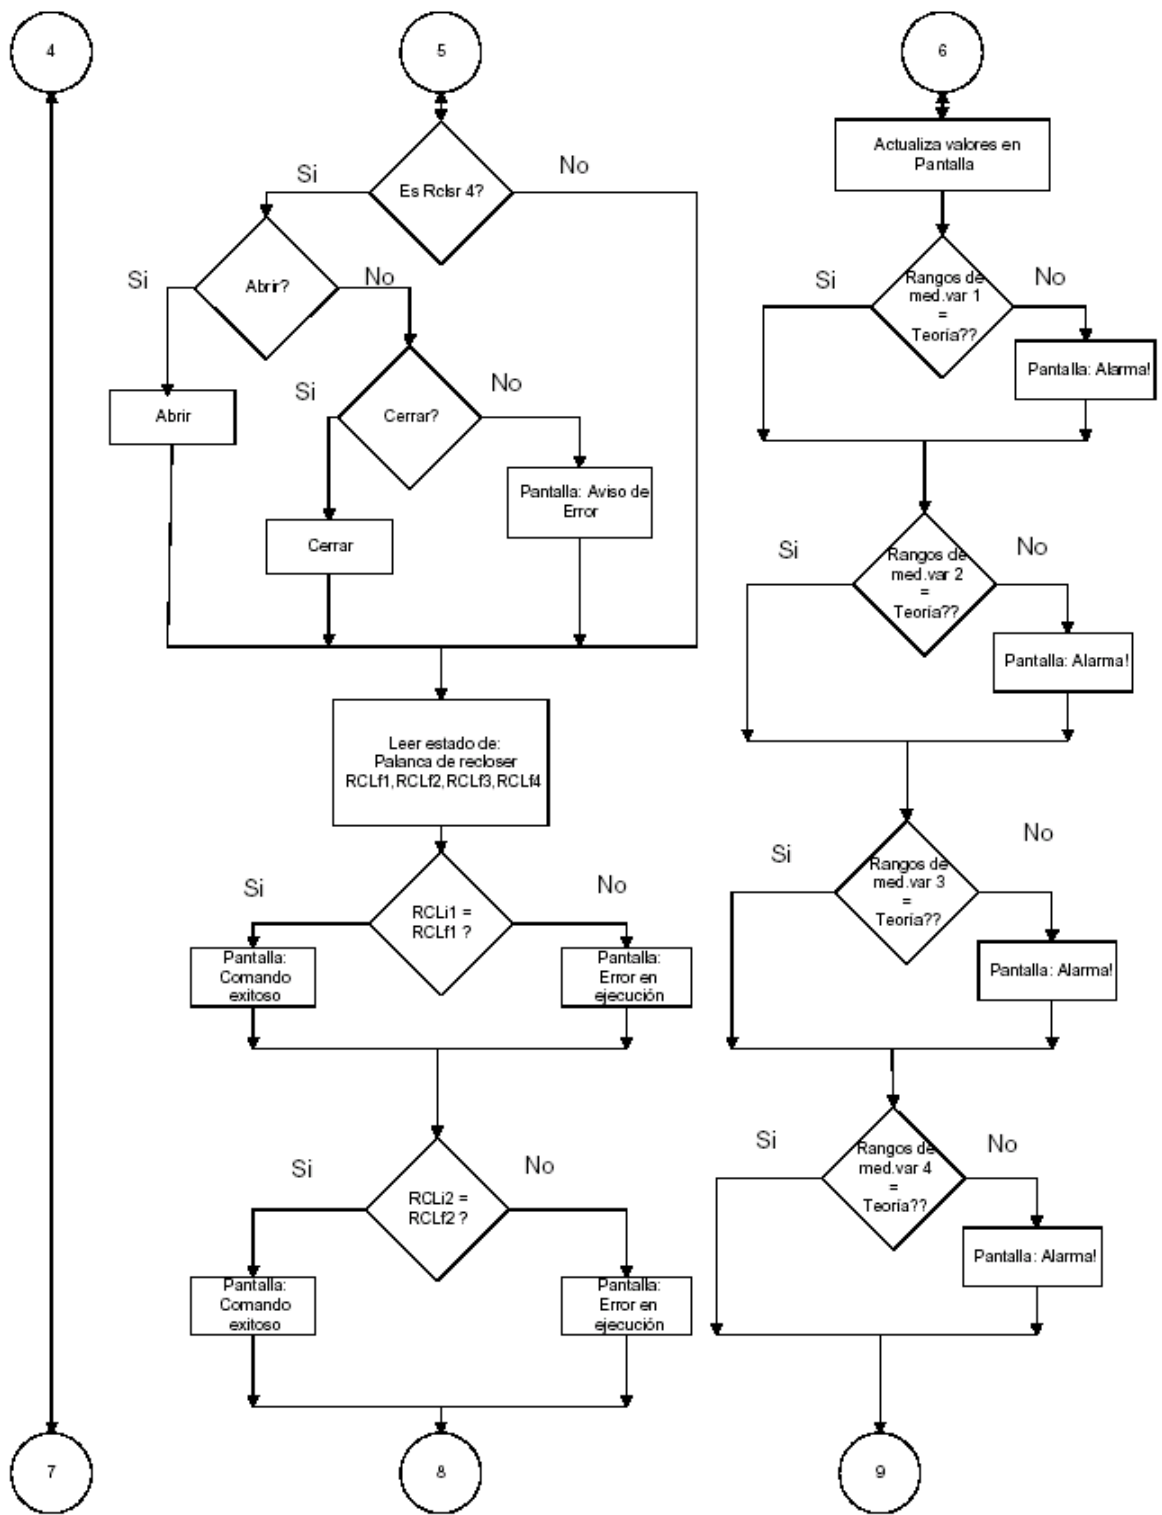 4
5
6
Es Rclsr 4?
Si
No
Abrir?
Si
No
Abrir
Cerrar?
Si
No
Cerrar
Pantalla: Aviso de
Error
Leer estado de:
Palanca de recloser
RCLf1,RCLf2,RCLf3,RCLf4
RCLi1 =
RCLf1 ?
Si
No
Pantalla:
Comando
exitoso
Pantalla:
Error en
ejecución
RCLi2 =
RCLf2 ?
Si
No
Pantalla:
Comando
exitoso
Pantalla:
Error en
ejecución
Actualiza valores en
Pantalla
Rangos de
med.var 1
=
Teoría??
Si
No
Pantalla: Alarma!
Rangos de
med.var 2
=
Teoría??
Si
No
Pantalla: Alarma!
Rangos de
med.var 3
=
Teoría??
Si
No
Pantalla: Alarma!
Rangos de
med.var 4
=
Teoría??
Si
No
Pantalla: Alarma!
7
8
9